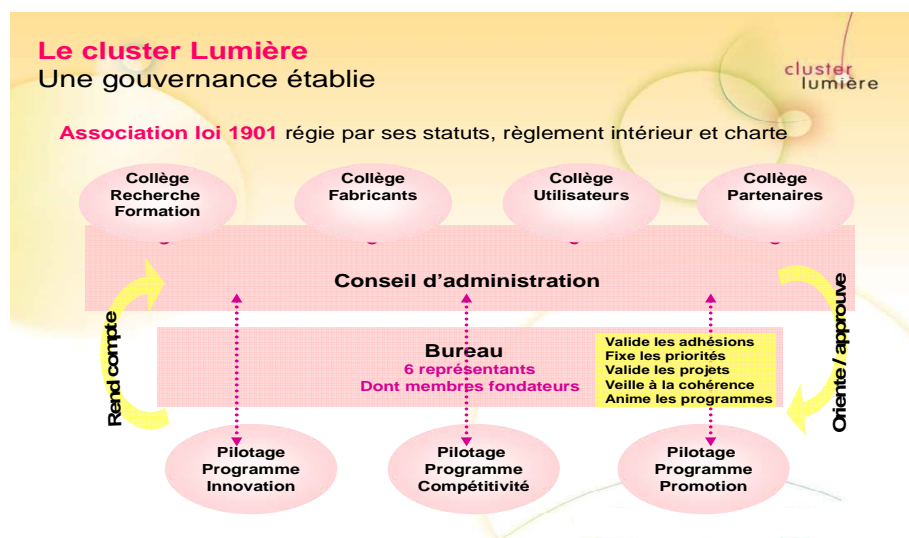 Le cluster Lumière
Une gouvernance établie
cluster
lumière
Association loi 1901 régie par ses statuts, règlement intérieur et charte
Collège
Recherche
Formation
Collège
Fabricants
Collège
Utilisateurs
Collège
Partenaires
Conseil d'administration
Rend compte
Oriente / approuve
Bureau
6 représentants
Dont membres fondateurs
Valide les adhésions
Fixe les priorités
Valide les projets
Veille à la cohérence
Anime les programmes
Pilotage
Programme
Innovation
Pilotage
Programme
Compétitivité
Pilotage
Programme
Promotion